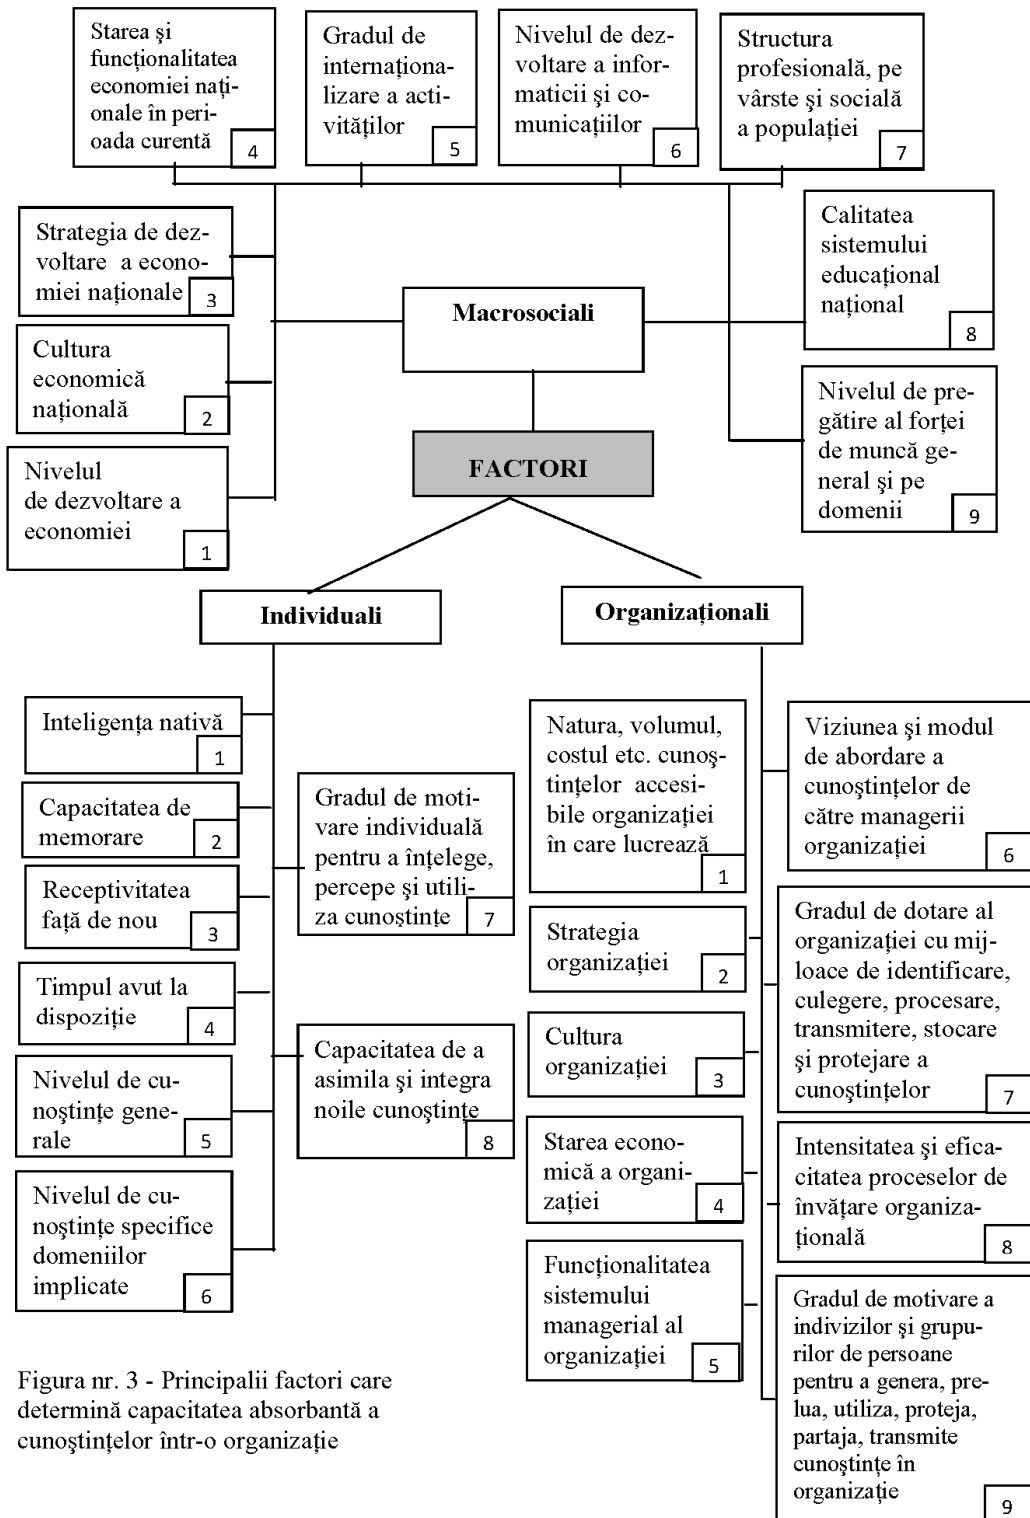 Starea şi
funcţionalitatea
economiei naţi-
onale în peri-
oada curentă
4
Gradul de
internaţiona-
lizare a acti-
vităţilor
5
Nivelul de dez-
voltare a infor-
maticii şi co-
municaţiilor
6
Structura
profesională, pe
vârste şi socială
a populaţiei
7
Strategia de dez-
voltare a econo-
miei naţionale
3
Cultura
economică
naţională
2
Nivelul
de dezvoltare a
economiei
1
Macrosociali
Calitatea
sistemului
educaţional
naţional
8
Nivelul de pre-
gătire al forţei
de muncă ge-
neral şi pe
domenii
9
FACTORI
Individuali
Organizaţionali
Inteligenţa nativă
1
Capacitatea de
memorare
2
Receptivitatea
faţă de nou
3
Timpul avut la
dispoziţie
4
Nivelul de cu-
noştinţe gene-
rale
5
Nivelul de cu-
noştinţe specifice
domeniilor
implicate
6
Gradul de moti-
vare individuală
pentru a înţelege,
percepe şi utili-
za cunoştinţe
7
Capacitatea de a
asimila şi integra
noile cunoştinţe
8
Natura, volumul,
costul etc. cunoş-
tinţelor accesi-
bile organizaţiei
în care lucrează
1
Strategia
organizaţiei
2
Cultura
organizaţiei
3
Starea econo-
mică a organi-
zaţiei
4
Funcţionalitatea
sistemului
managerial al
organizaţiei
5
Viziunea şi modul
de abordare a
cunoştinţelor de
către managerii
organizaţiei
6
Gradul de dotare al
organizaţiei cu mij-
loace de identificare,
culegere, procesare,
transmitere, stocare
şi protejare a
cunoştinţelor
7
Intensitatea şi efica-
citatea proceselor de
învăţare organiza-
ţională
8
Gradul de motivare a
indivizilor şi grupu-
rilor de persoane
pentru a genera, pre-
lua, utiliza, proteja,
partaja, transmite
cunoştinţe în
organizaţie
9
Figura nr. 3 - Principalii factori care
determină capacitatea absorbantă a
cunoştinţelor într-o organizaţie